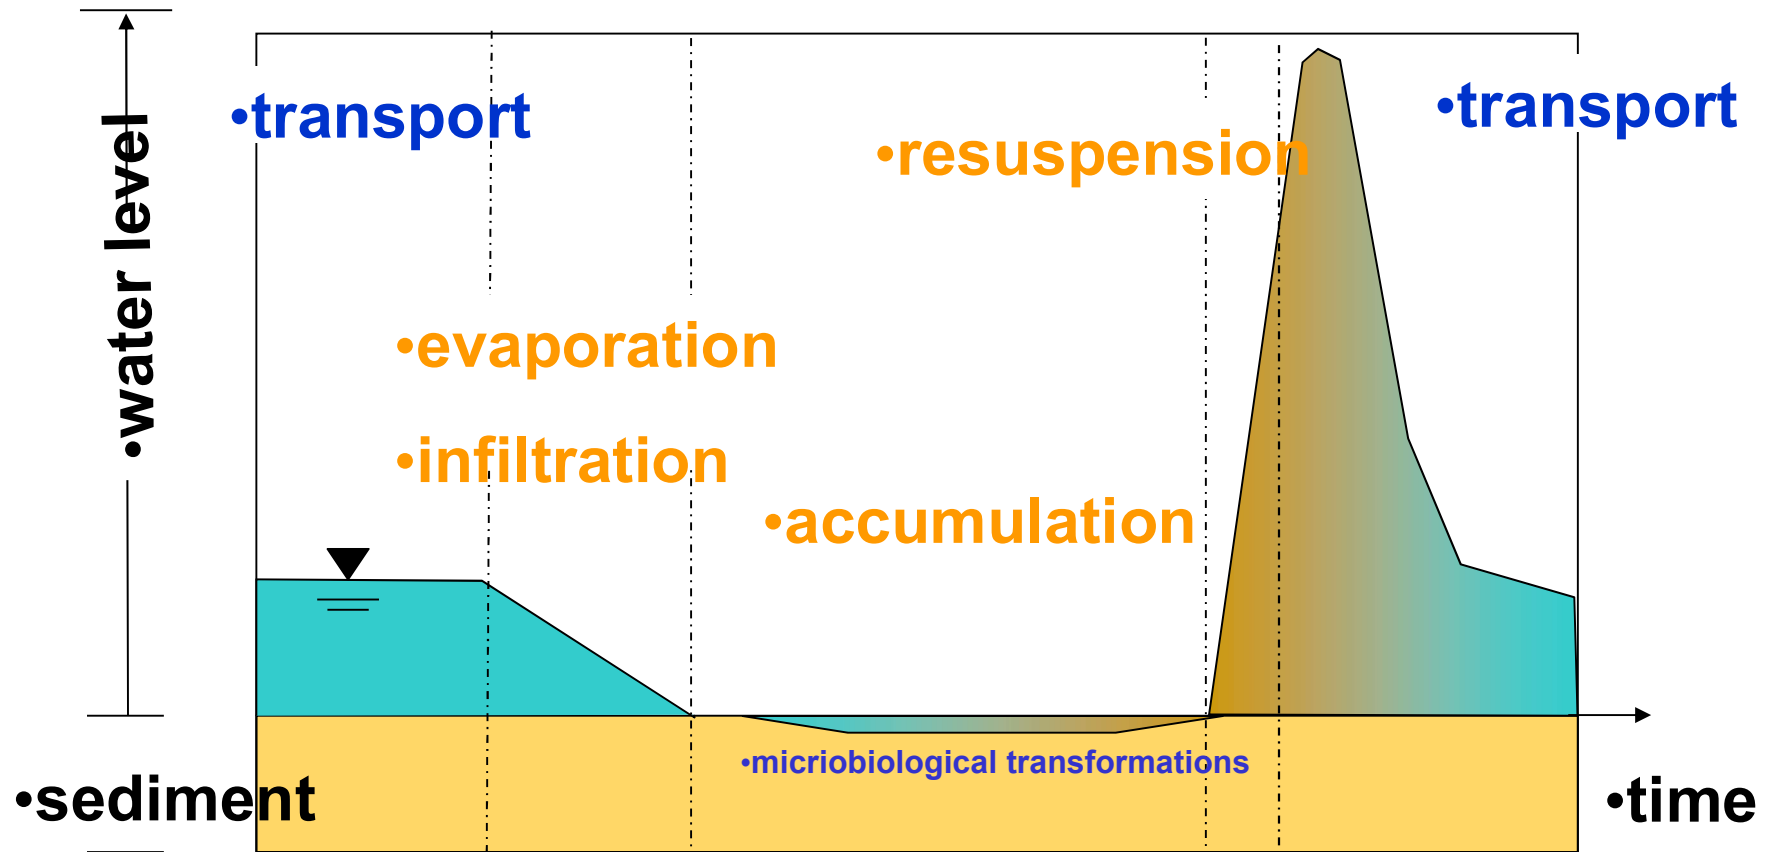 •water level
•transport
•transport
•resuspension
•evaporation
•infiltration
•accumulation
•micriobiological transformations
•sediment
•time